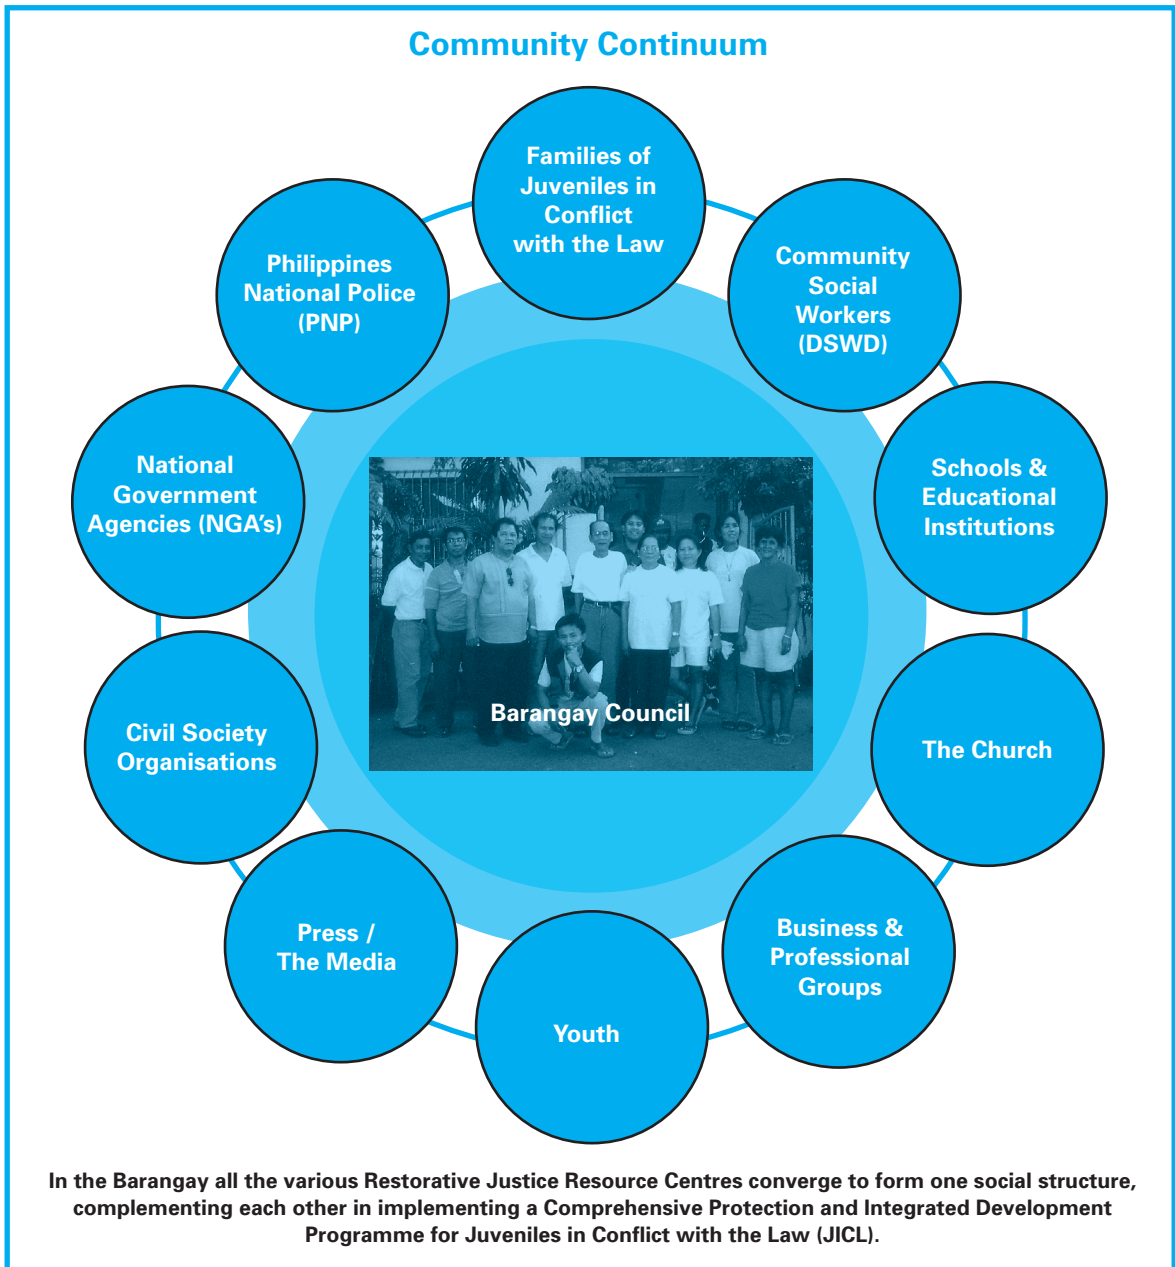 Community Continuum
Families of
Juveniles in
Conflict
with the Law
Community
Social
Workers
(DSWD)
Schools &
Educational
Institutions
The Church
Business &
Professional
Groups
Youth
Press /
The Media
Civil Society
Organisations
National
Government
Agencies (NGA’s)
Philippines
National Police
(PNP)
Barangay Council
In the Barangay all the various Restorative Justice Resource Centres converge to form one social structure,
complementing each other in implementing a Comprehensive Protection and Integrated Development
Programme for Juveniles in Conflict with the Law (JICL).